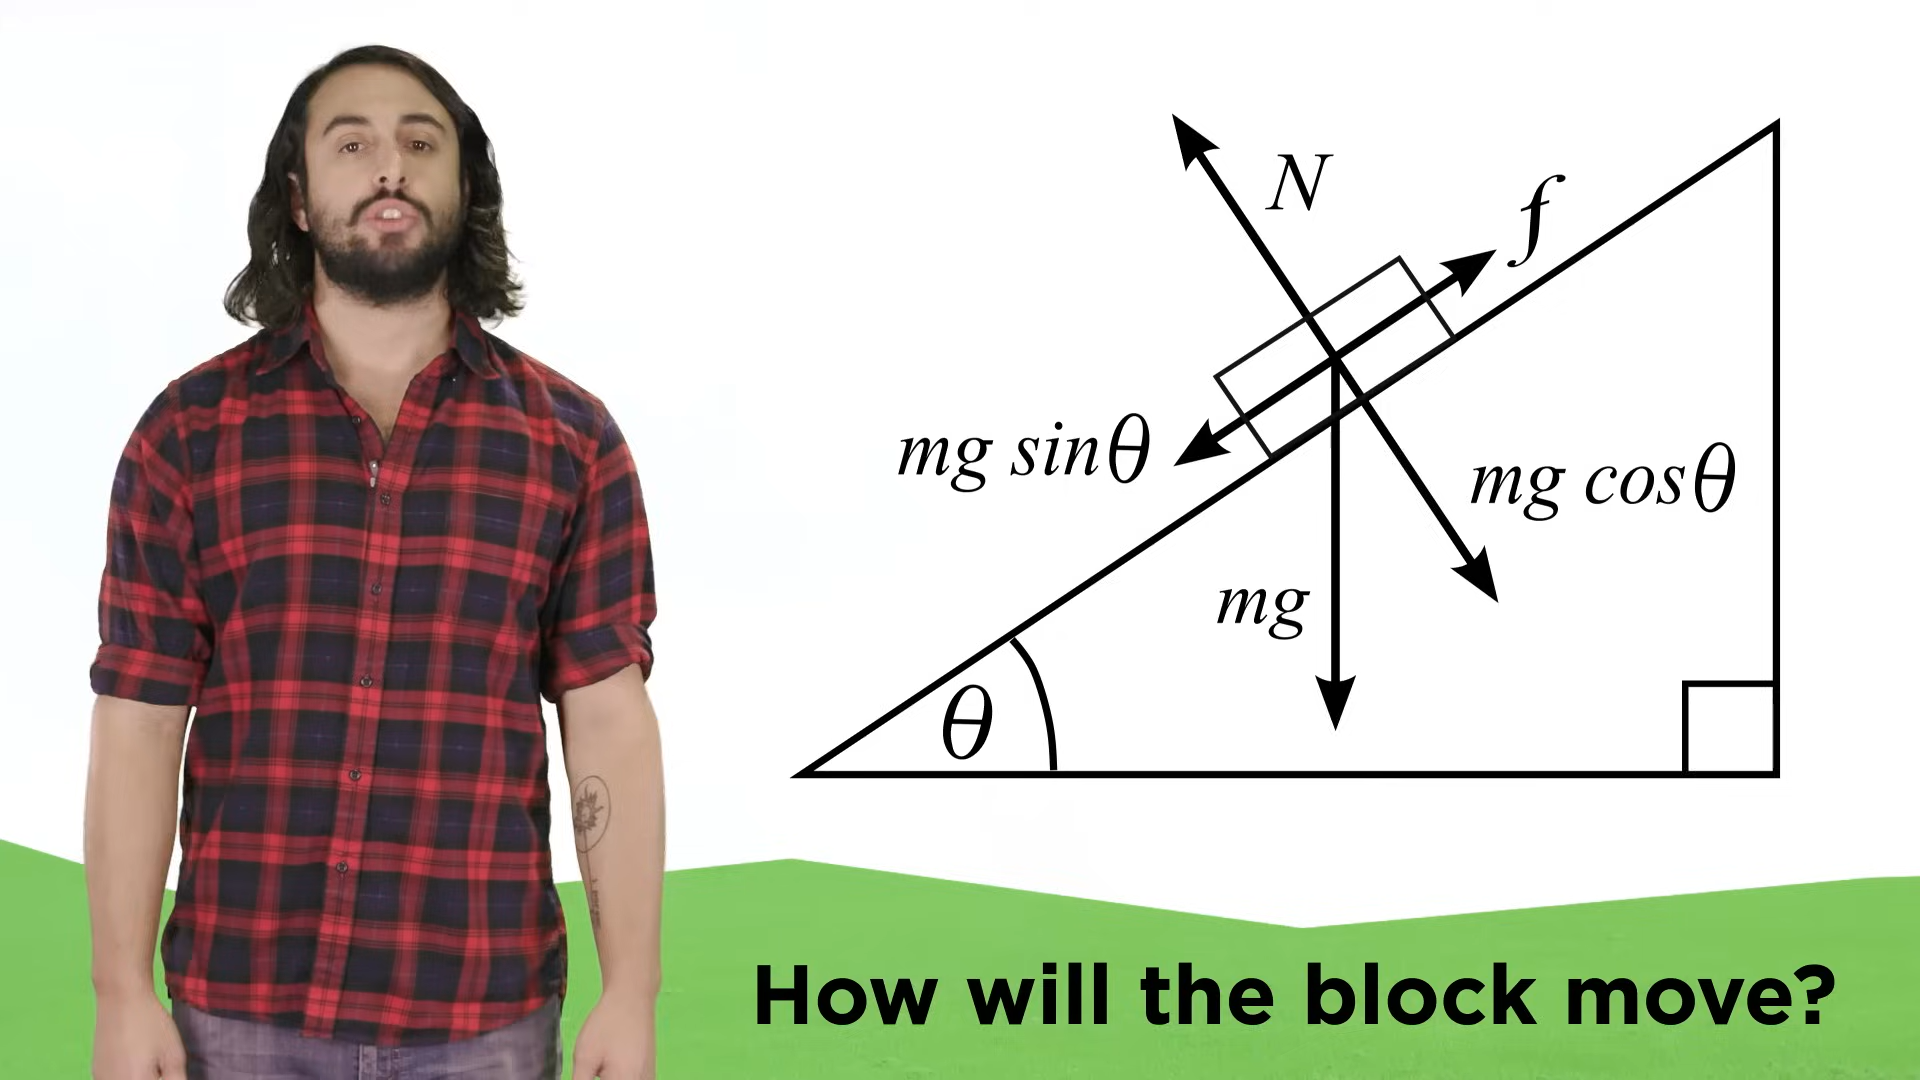 N
f
mg sinθ
mg cosθ
mg
θ
How will the block move?